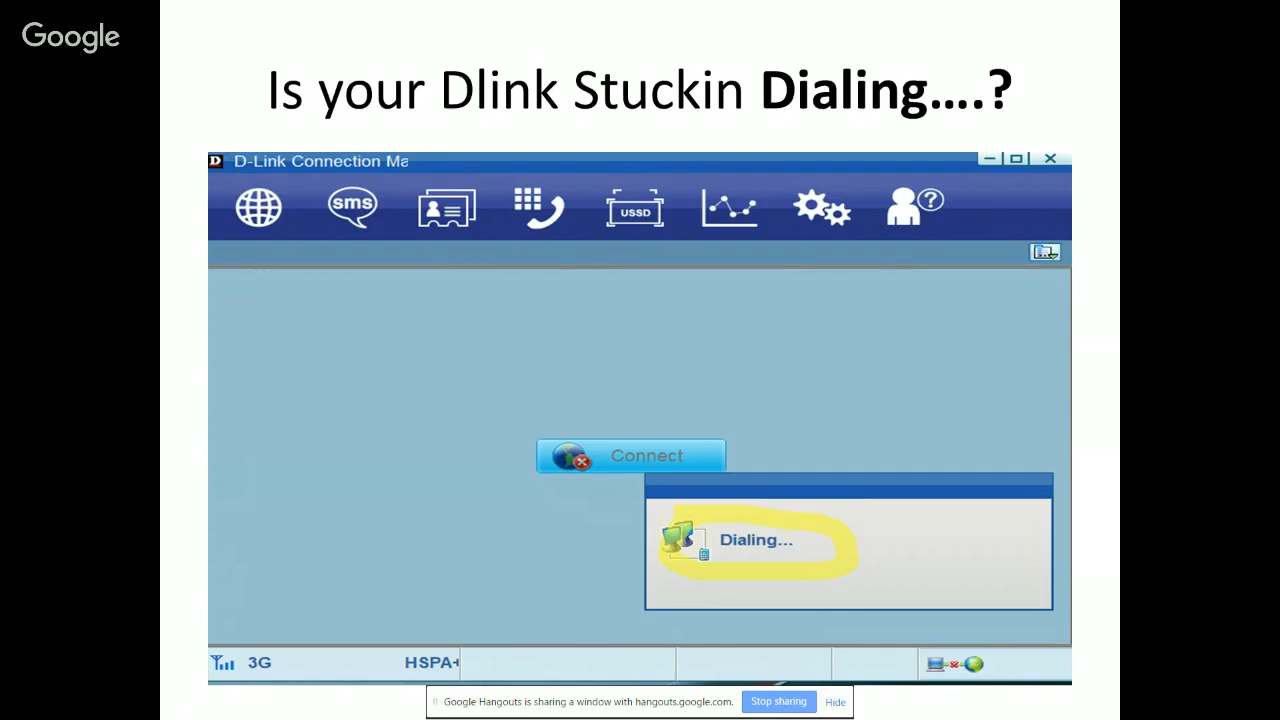 Google
Is your Dlink Stuckin Dialing….?
D-Link Connection Ma
sms
USSD
?
Connect
Dialing...
3G
HSPA+
Google Hangouts is sharing a window with hangouts.google.com.
Stop sharing
Hide